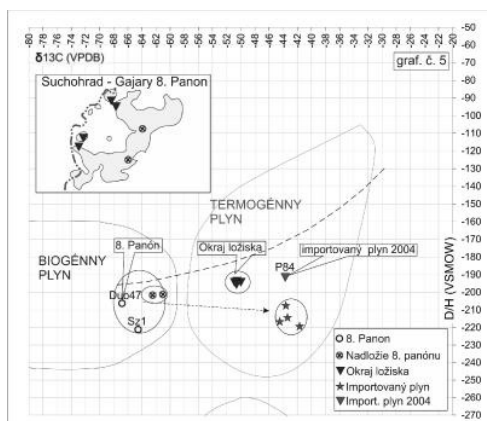 -80 -78 -76 -74 -72 -70 -68 -66 -64 -62 -60 -58 -56 -54 -52 -50 -48 -46 -44 -42 -40 -38 -36 -34 -32 -30 -28 -26 -24 -22 -20
-50
δ13C (VPDB)
graf. č. 5
-60
Suchohrad - Gajary 8. Panon
-70
-80
-90
-100
-110
-120
-130
-140
-150
TERMOGÉNNY
PLYN
-160
-170
BIOGÉNNY
PLYN
8. Panón
Okraj ložiska
importovaný plyn 2004
-180
P84
-190
-200
Dub47
-210
Sz1
-220
-230
-240
-250
-260
-270
D/H (VSMOW)
8. Panon
Nadložie 8. panónu
Okraj ložiska
Importovaný plyn
Import. plyn 2004